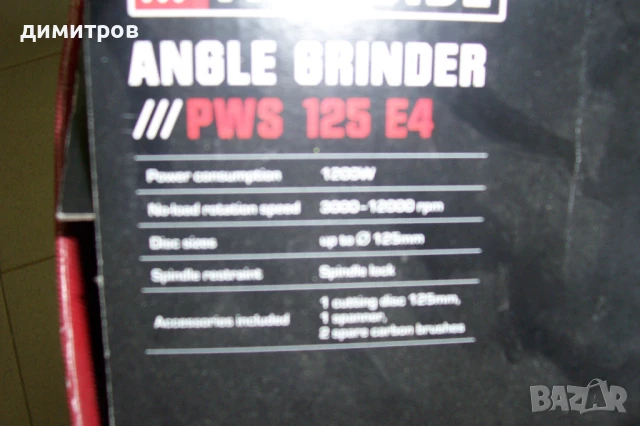 димитров
ANGLE GRINDER
/// PWS 125 E4
Power consumption 1200W
No load rotation speed 3000-12000 rpm
Disc sizes up to Ø 125mm
Spindle restraint Spindle lock
Accessories included 1 cutting disc 125mm,
1 spanner,
2 spare carbon brushes
BAZAR
bg